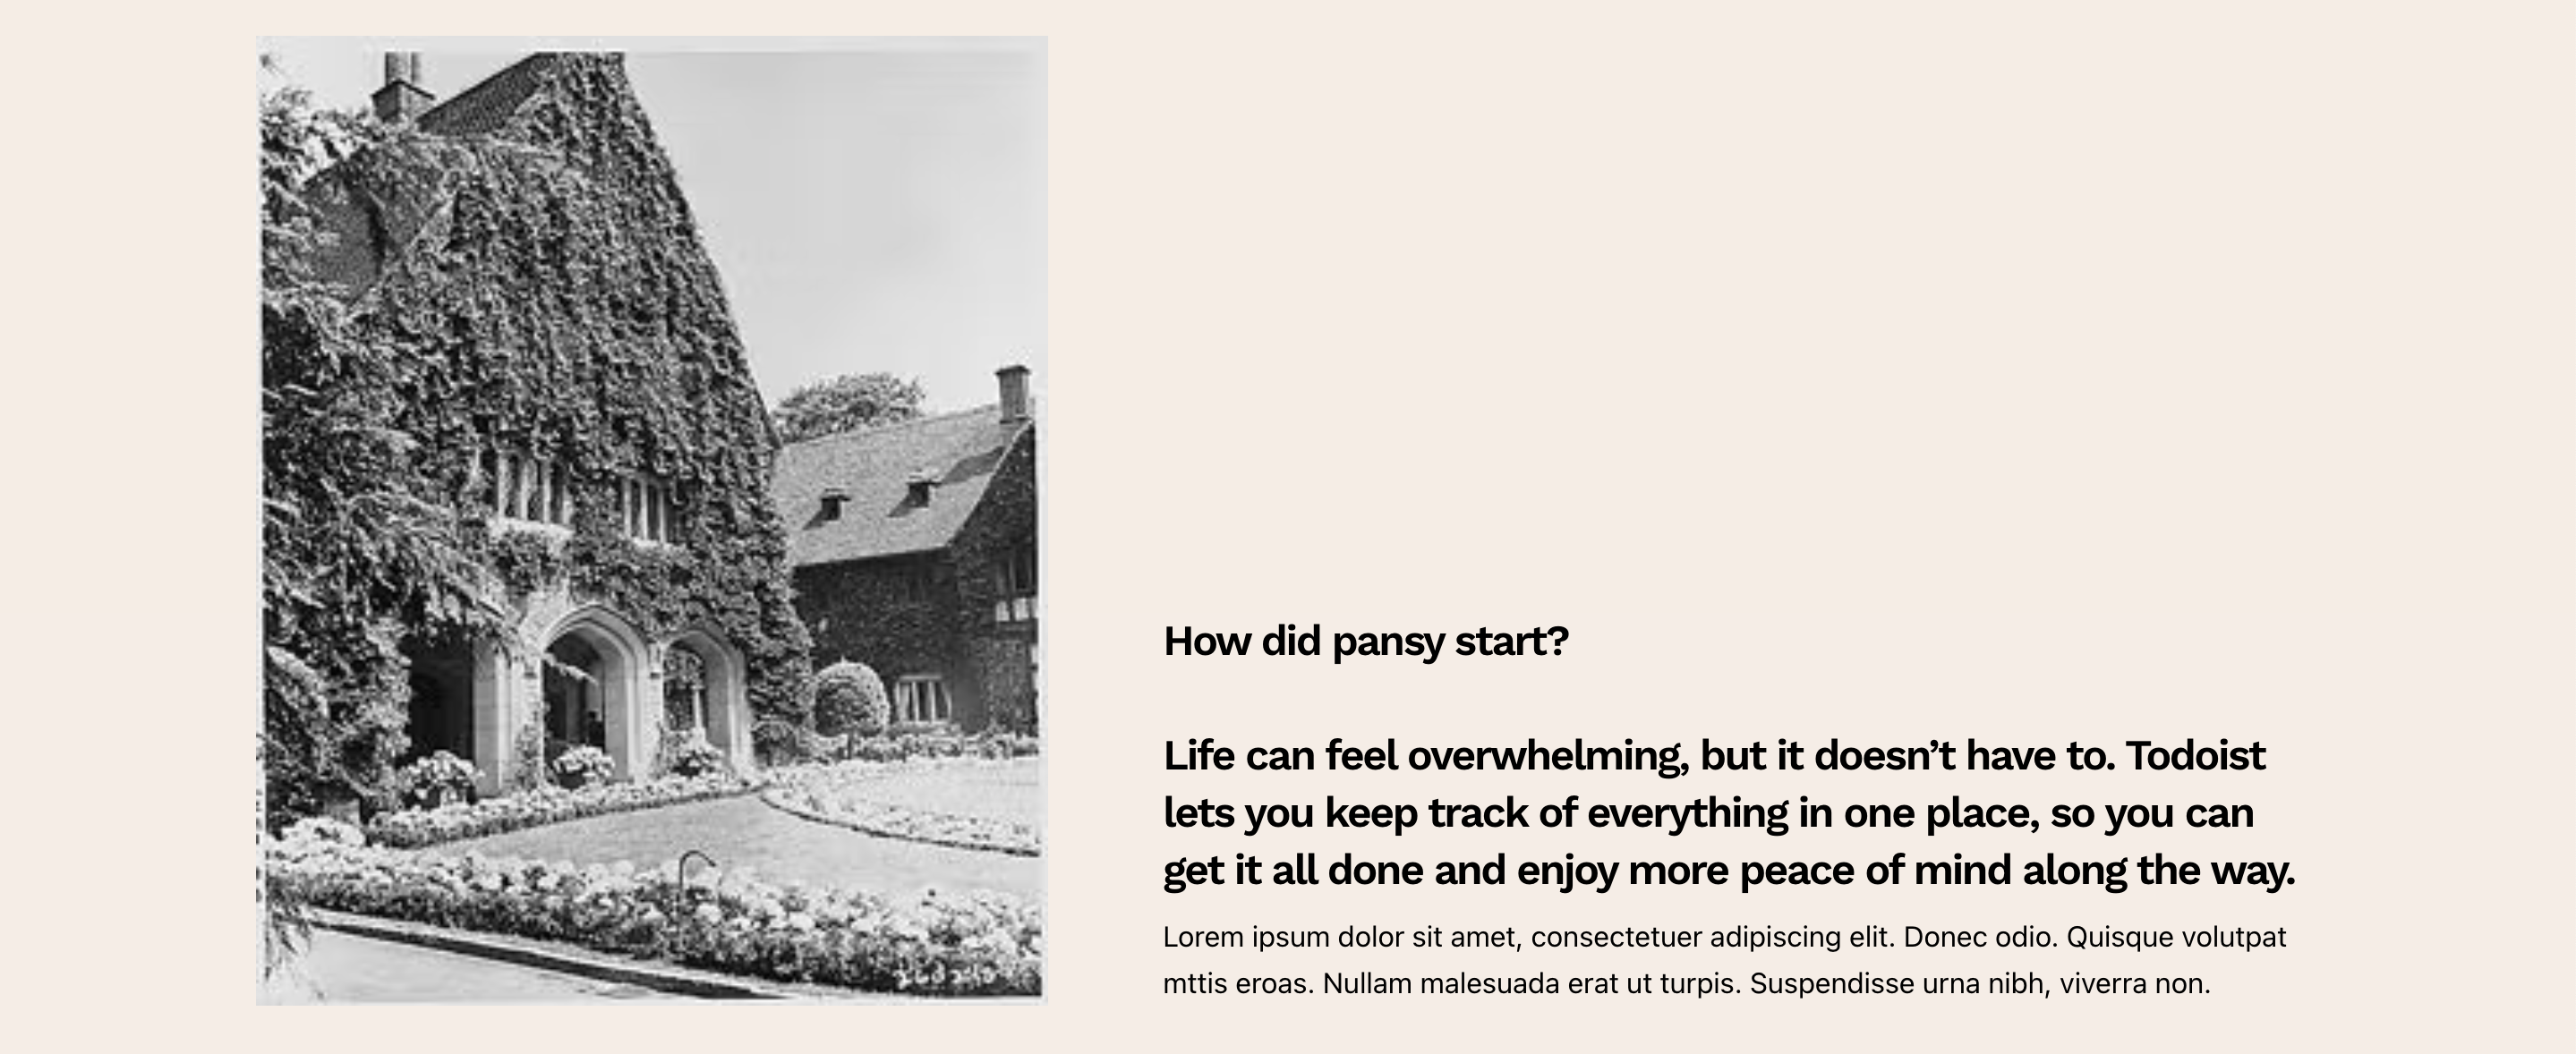 How did pansy start?
Life can feel overwhelming, but it doesn’t have to. Todoist
lets you keep track of everything in one place, so you can
get it all done and enjoy more peace of mind along the way.
Lorem ipsum dolor sit amet, consectetuer adipiscing elit. Donec odio. Quisque volutpat
mttis eroas. Nullam malesuada erat ut turpis. Suspendisse urna nibh, viverra non.